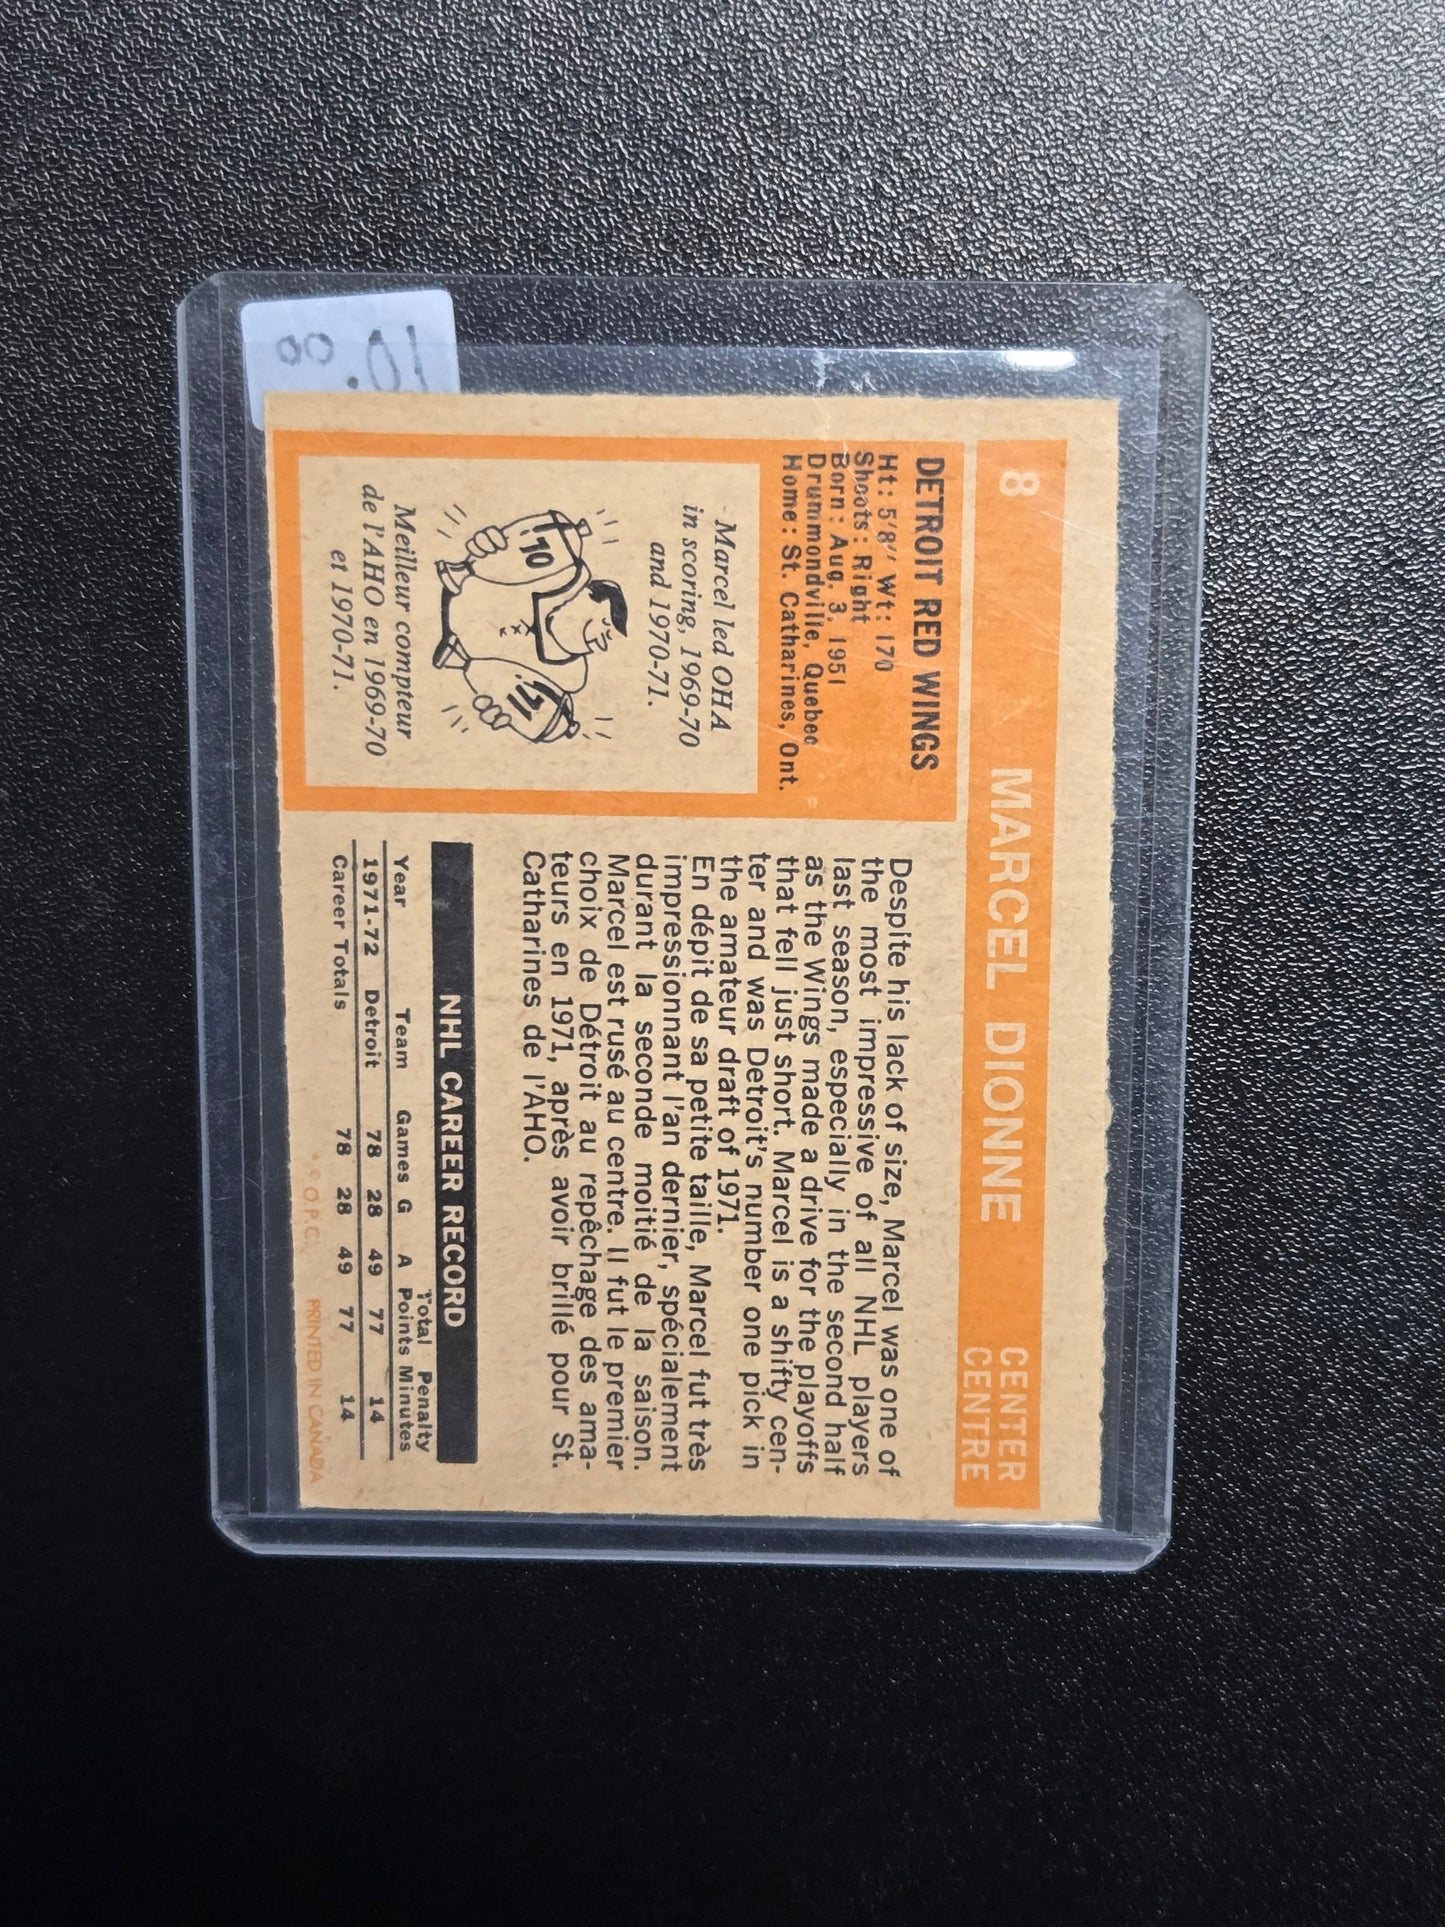 10.
8
8 MARCEL DIONNE CENTER
CENTRE
DETROIT RED WINGS
Ht: 5'8'' Wt: 170
Shoots: Right
Born: Aug. 3, 1951
Drummondville, Quebec
Home: St. Catharines, Ont.
Marcel led OHA
in scoring, 1969-70
and 1970-71.
'70
'71
Meilleur compteur
de l'AHO en 1969-70
et 1970-71.
Despite his lack of size, Marcel was one of
the most impressive of all NHL players
last season, especially in the second half
as the Wings made a drive for the playoffs
that fell just short. Marcel is a shifty cen-
ter and was Detroit's number one pick in
the amateur draft of 1971.
En dépit de sa petite taille, Marcel fut très
impressionnant l'an dernier, spécialement
durant la seconde moitié de la saison.
Marcel est rusé au centre. Il fut le premier
choix de Détroit au repêchage des ama-
teurs en 1971, après avoir brillé pour St.
Catharines de l'AHO.
NHL CAREER RECORD
Total Penalty
Year Team Games G A Points Minutes
1971-72 Detroit 78 28 49 77 14
Career Totals 78 28 49 77 14
* © O.P.C. PRINTED IN CANADA